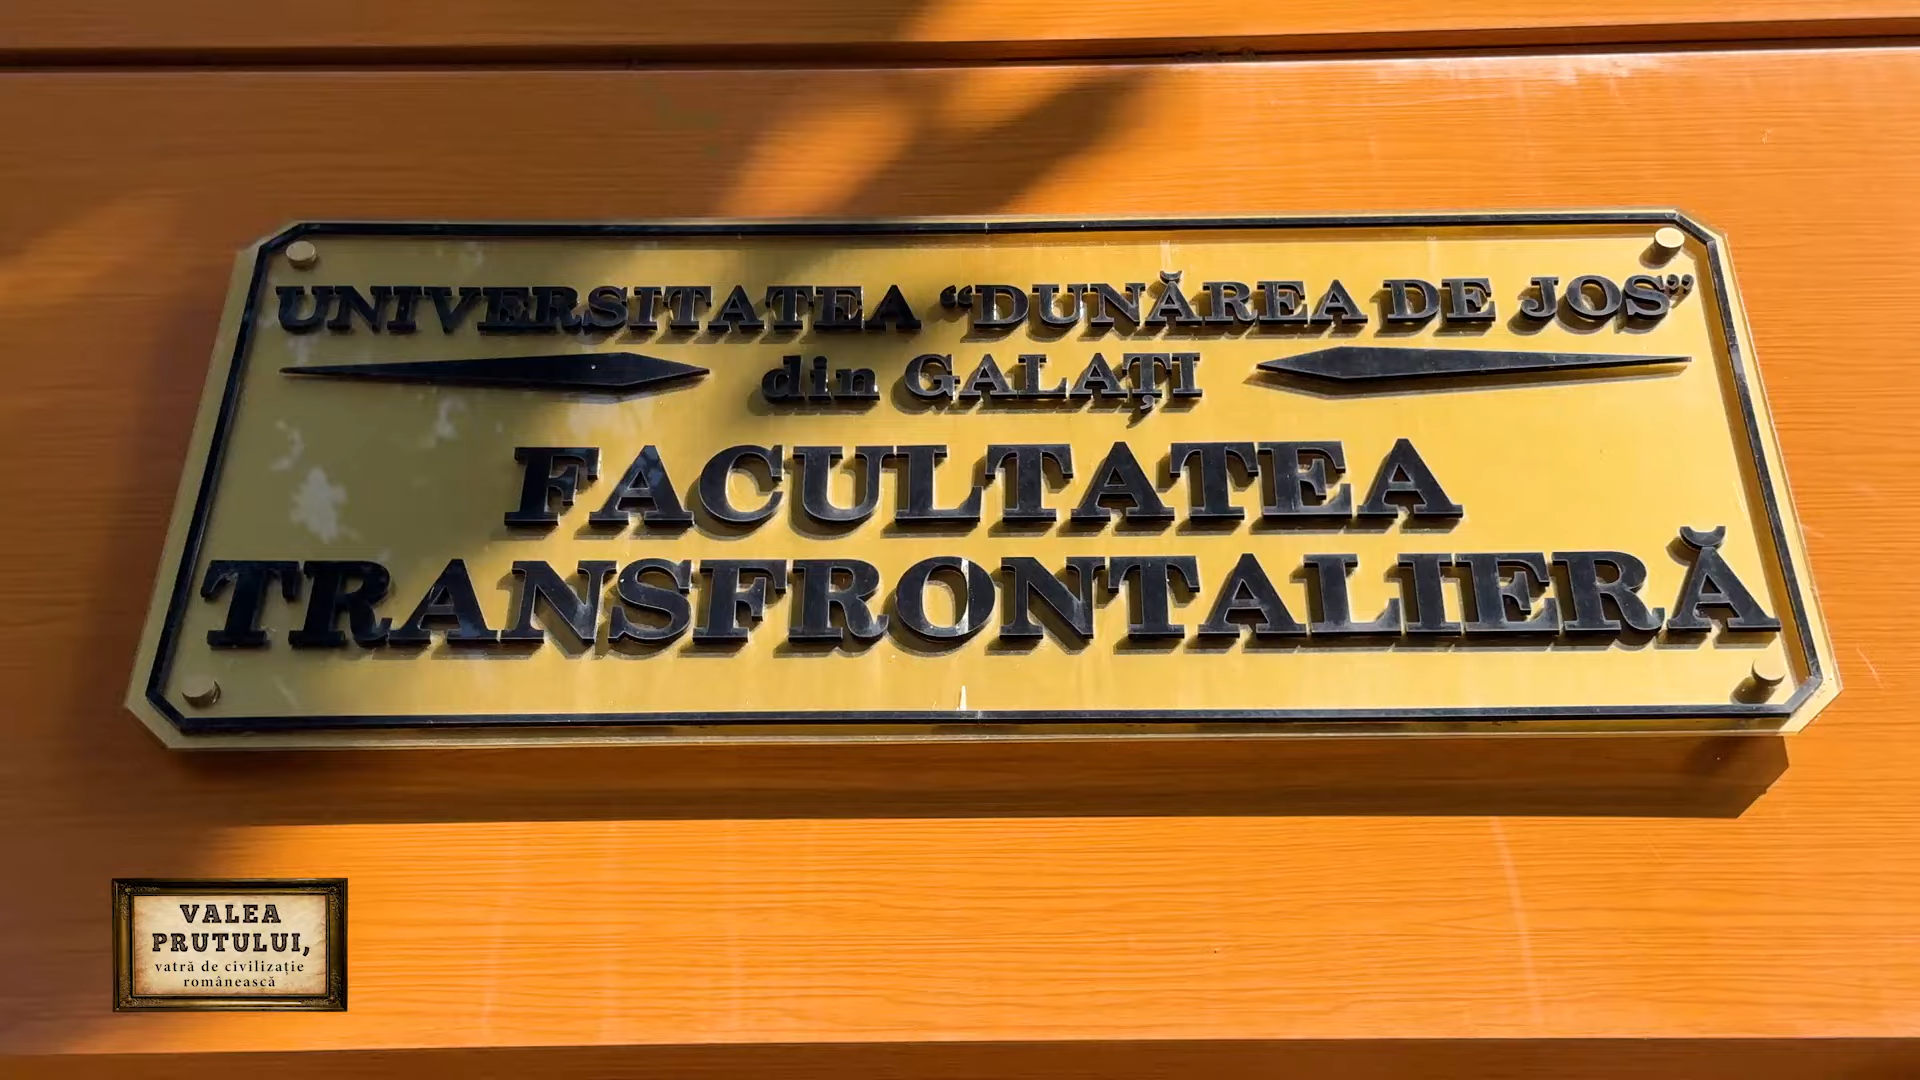 UNIVERSITATEA “DUNĂREA DE JOS”
din GALAȚI
FACULTATEA
TRANSFRONTALIERĂ
VALEA
PRUTULUI,
vatră de civilizație
românească